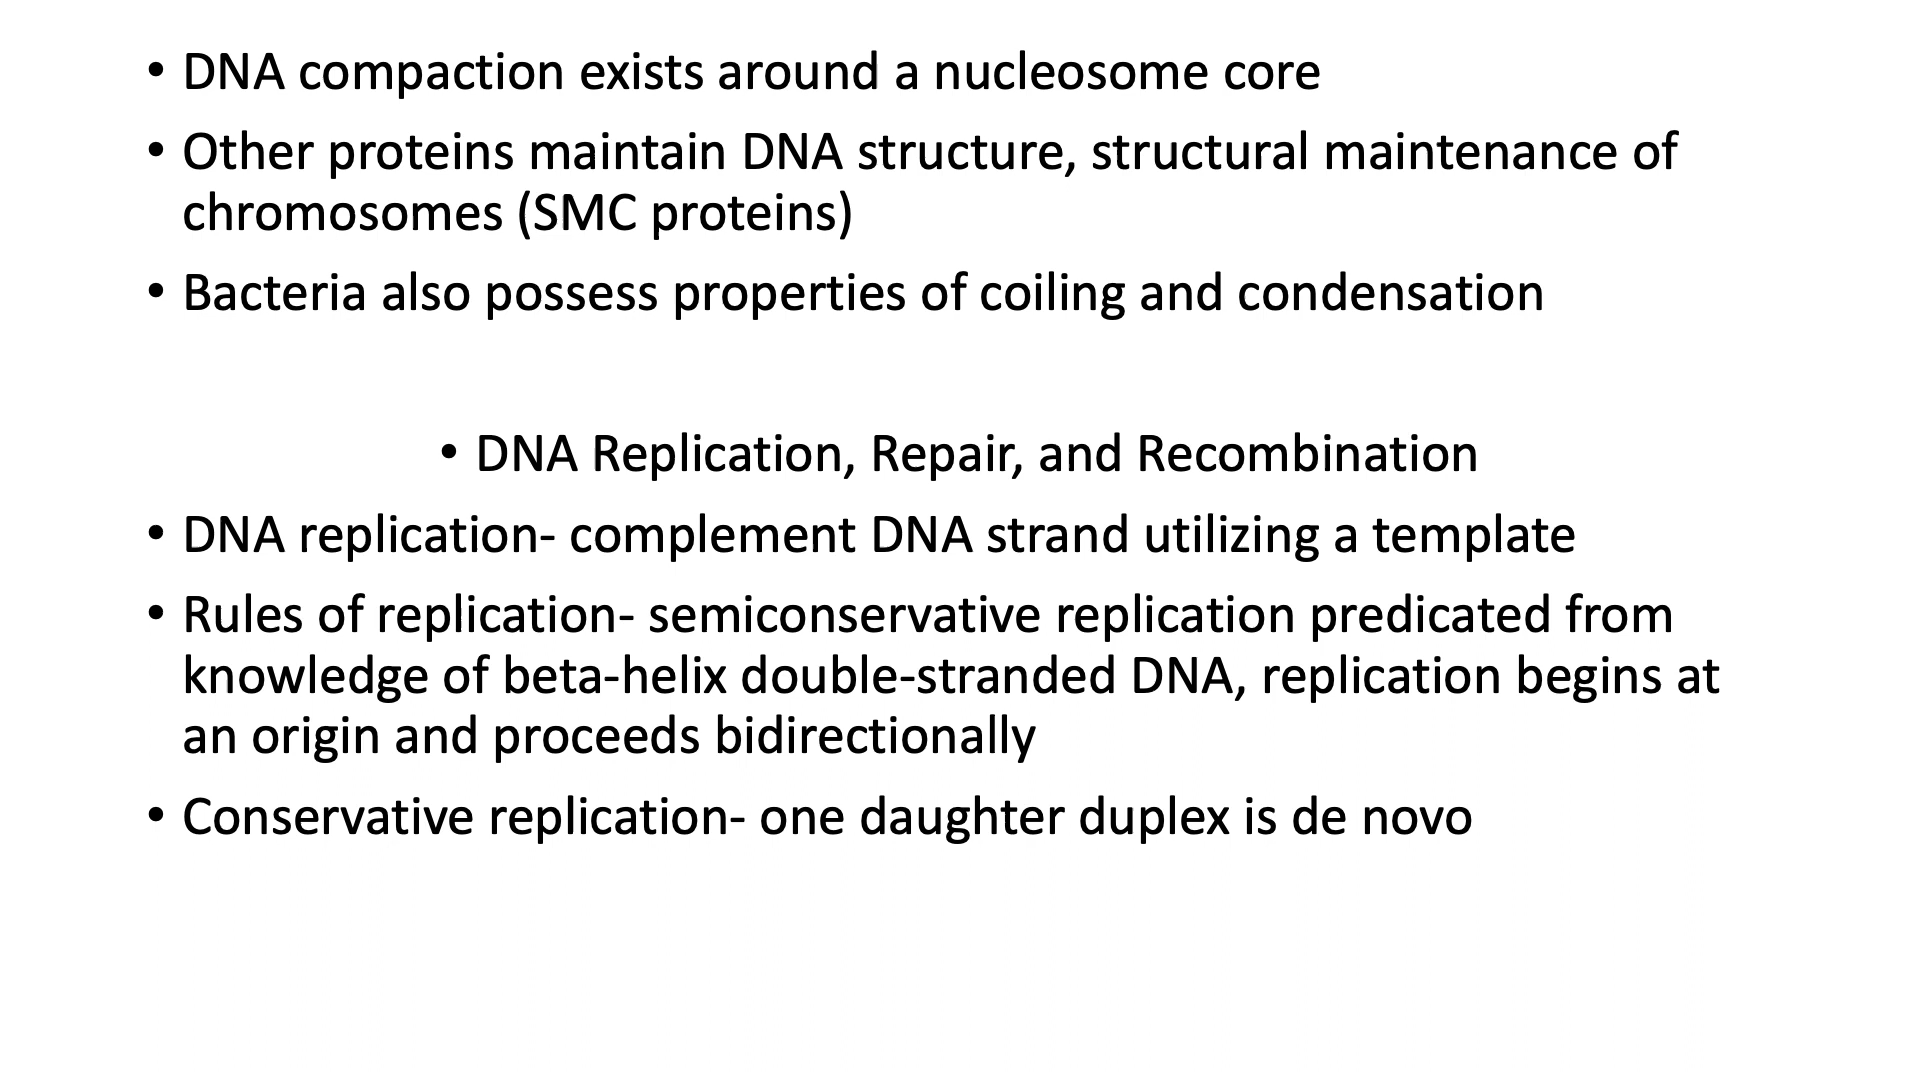 • DNA compaction exists around a nucleosome core
• Other proteins maintain DNA structure, structural maintenance of
chromosomes (SMC proteins)
• Bacteria also possess properties of coiling and condensation
• DNA Replication, Repair, and Recombination
• DNA replication- complement DNA strand utilizing a template
• Rules of replication- semiconservative replication predicated from
knowledge of beta-helix double-stranded DNA, replication begins at
an origin and proceeds bidirectionally
• Conservative replication- one daughter duplex is de novo